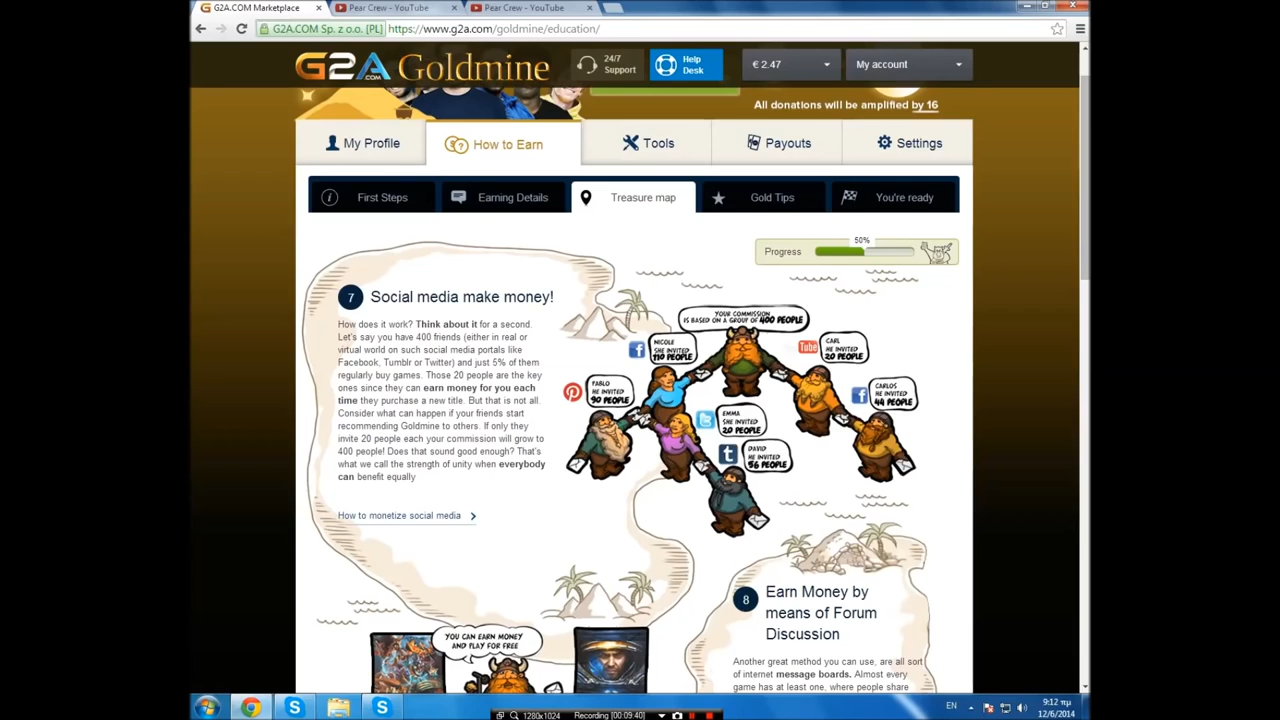 G2A.COM Marketplace
Pear Crew - YouTube
Pear Crew - YouTube
G2A.COM Sp. z o.o. [PL]
https://www.g2a.com/goldmine/education/
G2A.COM Goldmine
24/7
Support
Help
Desk
€ 2.47
My account
All donations will be amplified by 16
My Profile
How to Earn
Tools
Payouts
Settings
First Steps
Earning Details
Treasure map
Gold Tips
You're ready
Progress
50%
7 Social media make money!
How does it work? Think about it for a second.
Let's say you have 400 friends (either in real or
virtual world on such social media portals like
Facebook, Tumblr or Twitter) and just 5% of them
regularly buy games. Those 20 people are the key
ones since they can earn money for you each
time they purchase a new title. But that is not all.
Consider what can happen if your friends start
recommending Goldmine to others. If only they
invite 20 people each your commission will grow to
400 people! Does that sound good enough? That's
what we call the strength of unity when everybody
can benefit equally
How to monetize social media
YOUR COMMISSION
IS BASED ON A GROUP OF 400 PEOPLE
NICOLE
SHE INVITED
110 PEOPLE
Tube
CARL
HE INVITED
20 PEOPLE
PABLO
HE INVITED
90 PEOPLE
CARLOS
HE INVITED
44 PEOPLE
EMMA
SHE INVITED
20 PEOPLE
DAVID
HE INVITED
56 PEOPLE
YOU CAN EARN MONEY
AND PLAY FOR FREE
8 Earn Money by
means of Forum
Discussion
Another great method you can use, are all sort
of internet message boards. Almost every
game has at least one, where people share
EN
9:12 πμ
12/6/2014
1280x1024
Recording [00:09:40]